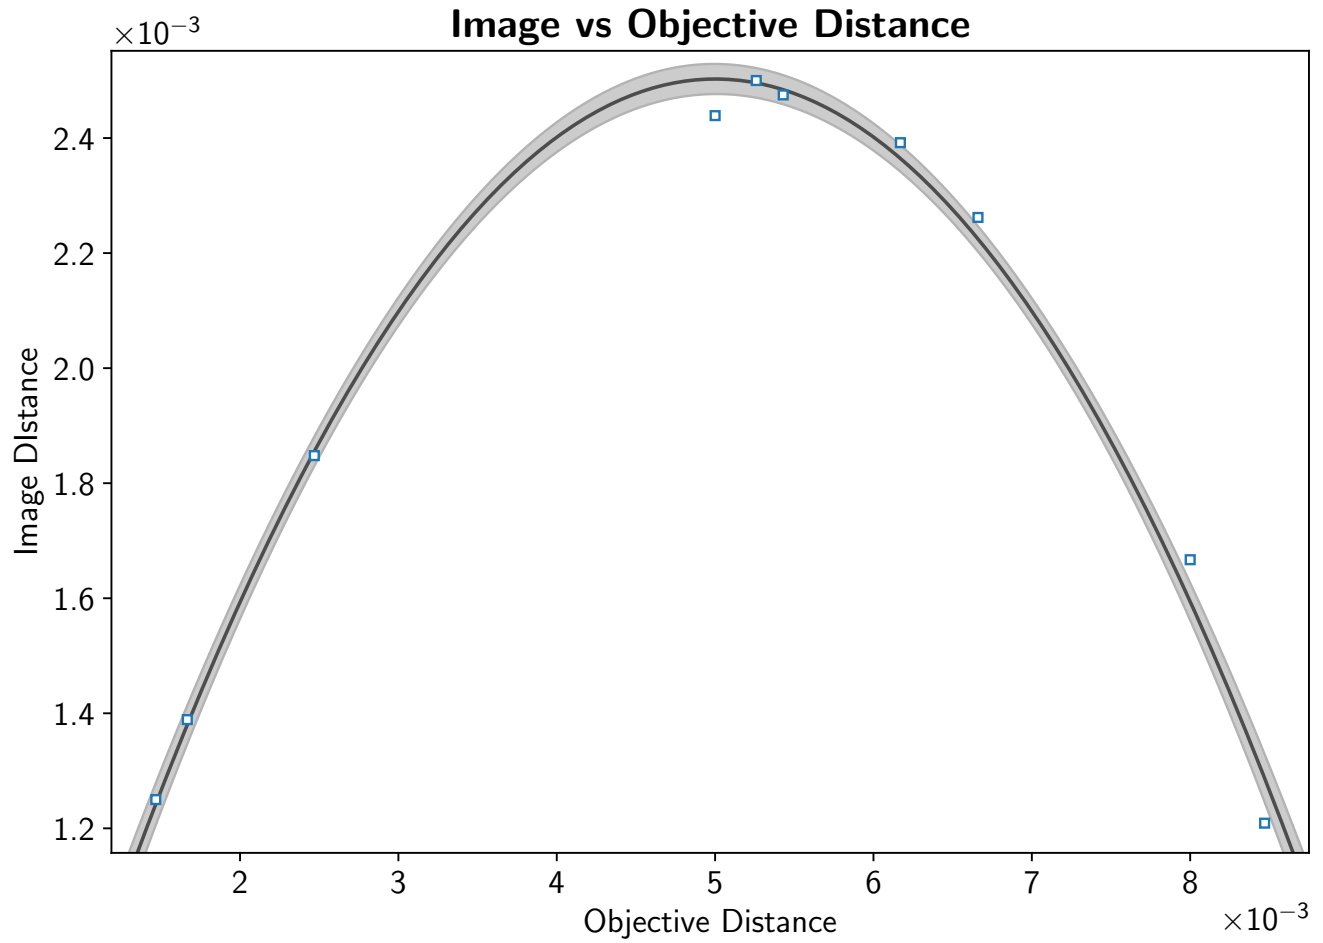 Image vs Objective Distance
×10⁻³
2.4
2.2
2.0
1.8
1.6
1.4
1.2
Image DIstance
2 3 4 5 6 7 8
Objective Distance
×10⁻³